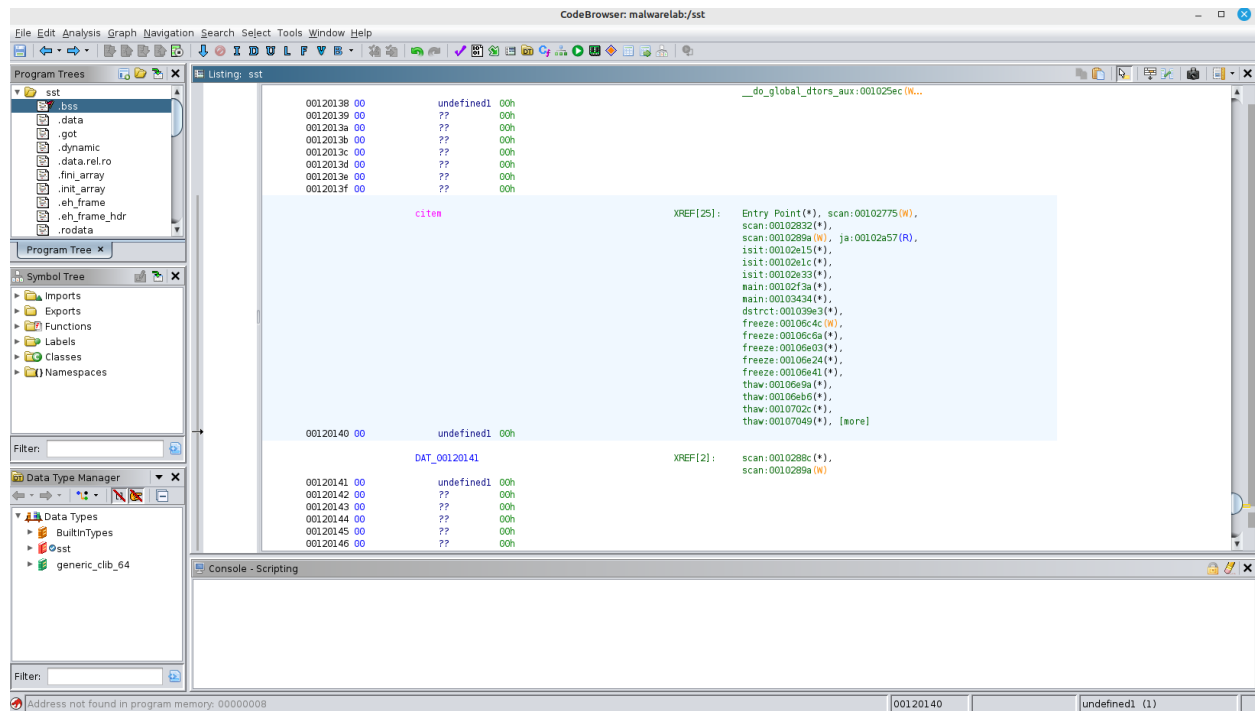 CodeBrowser: malwarelab:/sst
File Edit Analysis Graph Navigation Search Select Tools Window Help
I D U L F V B
Program Trees
sst
.bss
.data
.got
.dynamic
.data.rel.ro
.fini_array
.init_array
.eh_frame
.eh_frame_hdr
.rodata
Program Tree
Symbol Tree
Imports
Exports
Functions
Labels
Classes
Namespaces
Filter:
Data Type Manager
Data Types
BuiltInTypes
sst
generic_clib_64
Filter:
Listing: sst
__do_global_dtors_aux:001025ec(W...
00120138 00 undefined1 00h
00120139 00 ?? 00h
0012013a 00 ?? 00h
0012013b 00 ?? 00h
0012013c 00 ?? 00h
0012013d 00 ?? 00h
0012013e 00 ?? 00h
0012013f 00 ?? 00h
citem XREF[25]: Entry Point(*), scan:00102775(W),
scan:00102832(*),
scan:0010289a(W), ja:00102a57(R),
isit:00102e15(*),
isit:00102e1c(*),
isit:00102e33(*),
main:00102f3a(*),
main:00103434(*),
dstrct:001039e3(*),
freeze:00106c4c(W),
freeze:00106c6a(*),
freeze:00106e03(*),
freeze:00106e24(*),
freeze:00106e41(*),
thaw:00106e9a(*),
thaw:00106eb6(*),
thaw:0010702c(*),
thaw:00107049(*), [more]
00120140 00 undefined1 00h
DAT_00120141 XREF[2]: scan:0010288c(*),
scan:0010289a(W)
00120141 00 undefined1 00h
00120142 00 ?? 00h
00120143 00 ?? 00h
00120144 00 ?? 00h
00120145 00 ?? 00h
00120146 00 ?? 00h
Console - Scripting
Address not found in program memory: 00000008
00120140
undefined1 (1)